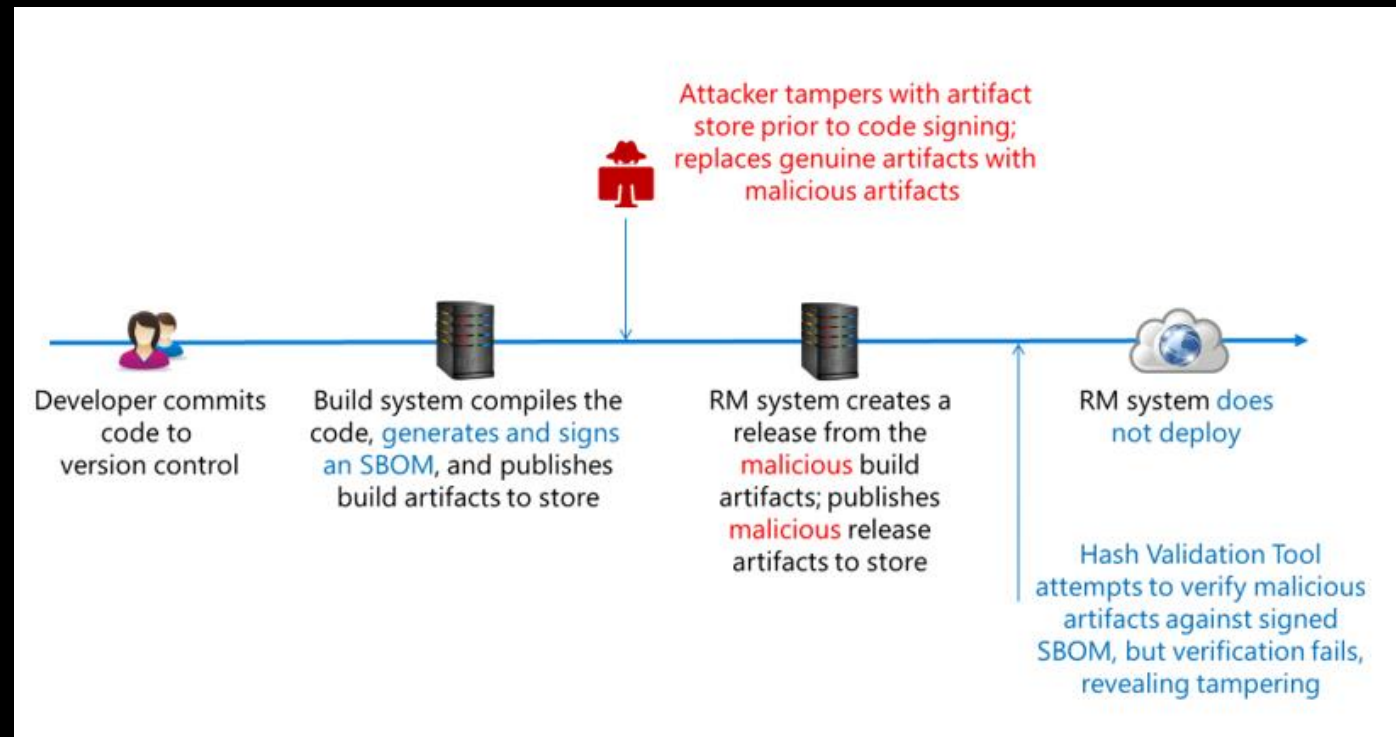 Attacker tampers with artifact
store prior to code signing;
replaces genuine artifacts with
malicious artifacts
Developer commits
code to
version control
Build system compiles the
code, generates and signs
an SBOM, and publishes
build artifacts to store
RM system creates a
release from the
malicious build
artifacts; publishes
malicious release
artifacts to store
RM system does
not deploy
Hash Validation Tool
attempts to verify malicious
artifacts against signed
SBOM, but verification fails,
revealing tampering